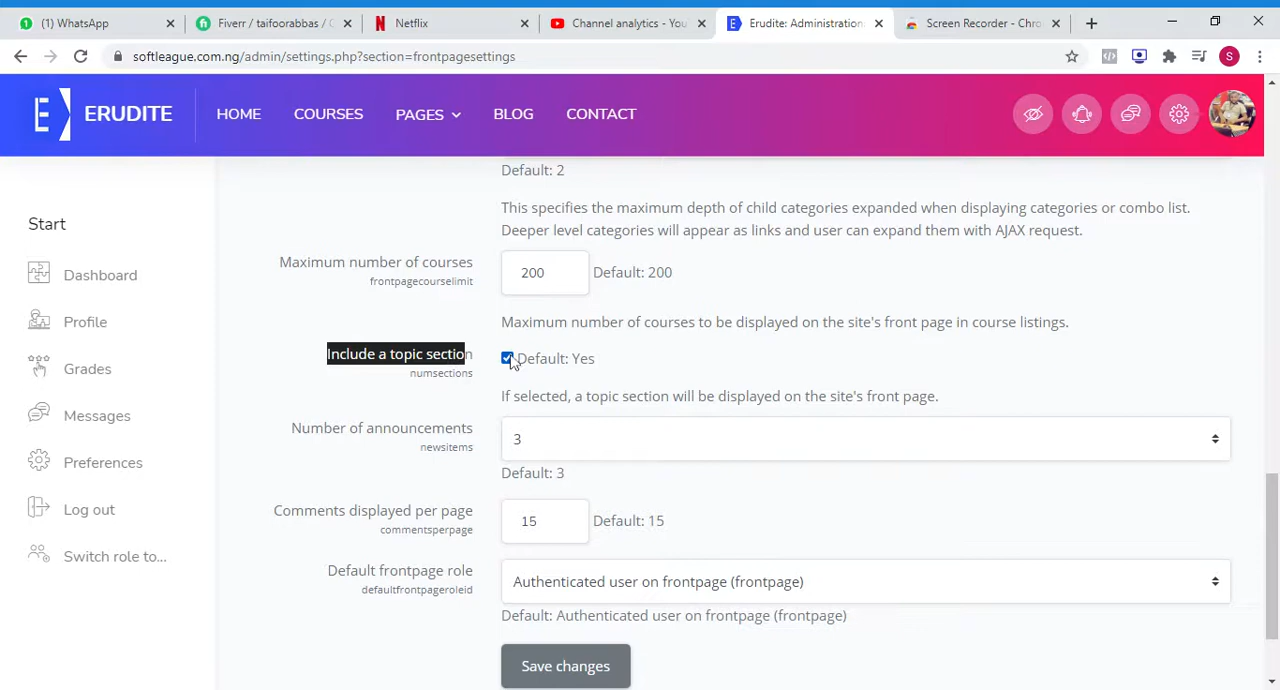 (1) WhatsApp
Fiverr / taifoorabbas / C
Netflix
Channel analytics - You
Erudite: Administration
Screen Recorder - Chro
softleague.com.ng/admin/settings.php?section=frontpagesettings
S
E ERUDITE
HOME
COURSES
PAGES
BLOG
CONTACT
Start
Dashboard
Profile
Grades
Messages
Preferences
Log out
Switch role to...
Default: 2
This specifies the maximum depth of child categories expanded when displaying categories or combo list.
Deeper level categories will appear as links and user can expand them with AJAX request.
Maximum number of courses
frontpagecourselimit
200
Default: 200
Maximum number of courses to be displayed on the site's front page in course listings.
Include a topic section
numsections
Default: Yes
If selected, a topic section will be displayed on the site's front page.
Number of announcements
newsitems
3
Default: 3
Comments displayed per page
commentsperpage
15
Default: 15
Default frontpage role
defaultfrontpageroleid
Authenticated user on frontpage (frontpage)
Default: Authenticated user on frontpage (frontpage)
Save changes